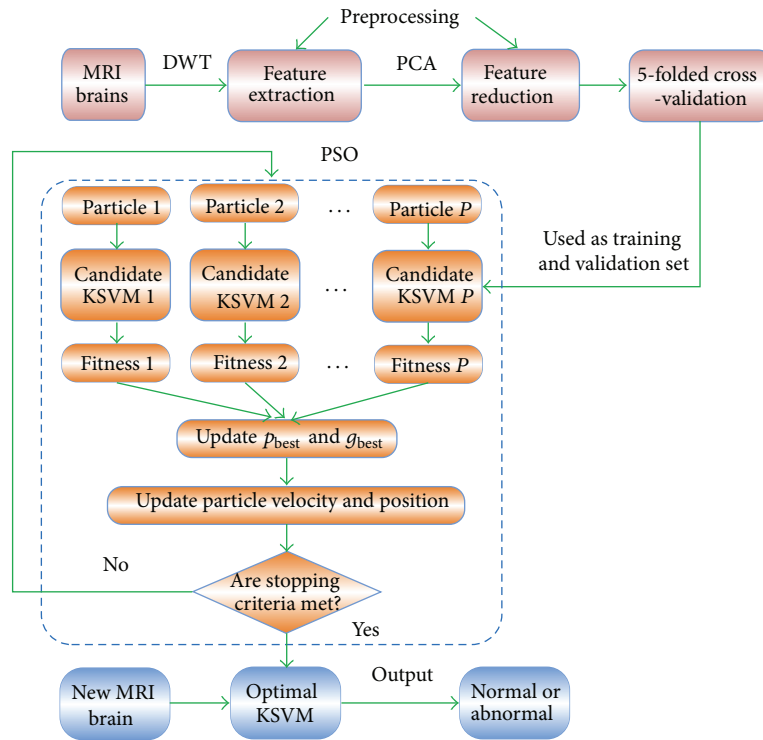 Preprocessing
MRI
brains
DWT
Feature
extraction
PCA
Feature
reduction
5-folded cross
-validation
PSO
Particle 1
Particle 2
...
Particle P
Used as training
and validation set
Candidate
KSVM 1
Candidate
KSVM 2
...
Candidate
KSVM P
Fitness 1
Fitness 2
...
Fitness P
Update pbest and gbest
Update particle velocity and position
No
Are stopping
criteria met?
Yes
New MRI
brain
Optimal
KSVM
Output
Normal or
abnormal